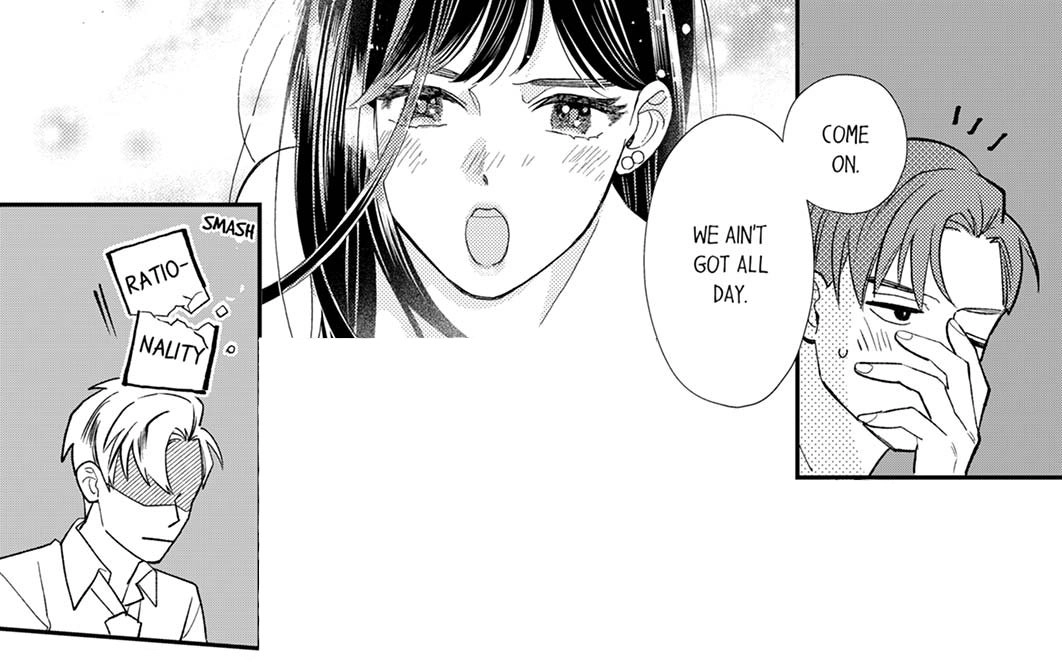 COME
ON.
WE AIN'T
GOT ALL
DAY.
SMASH
RATIO-
NALITY